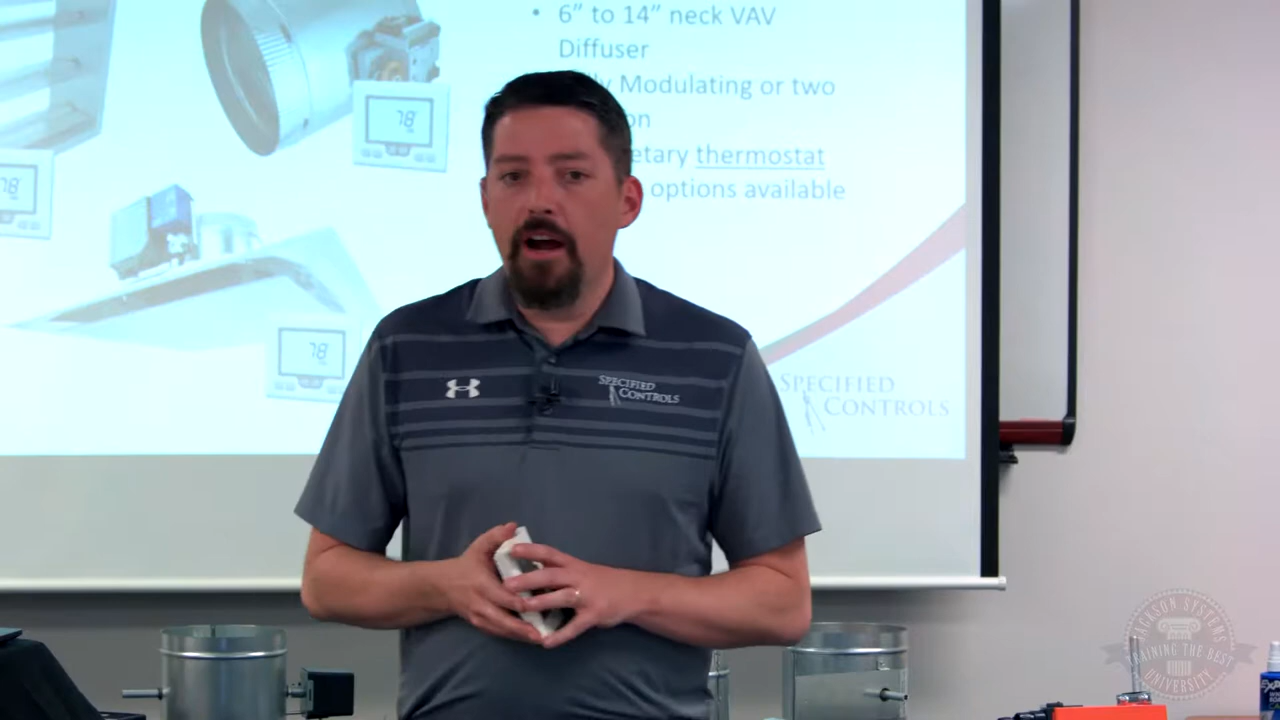 6" to 14" neck VAV
Diffuser
Modulating or two
thermostat
options available
78
78
78
SPECIFIED
CONTROLS
SPECIFIED
CONTROLS
JACKSON SYSTEMS
TRAINING THE BEST
UNIVERSITY